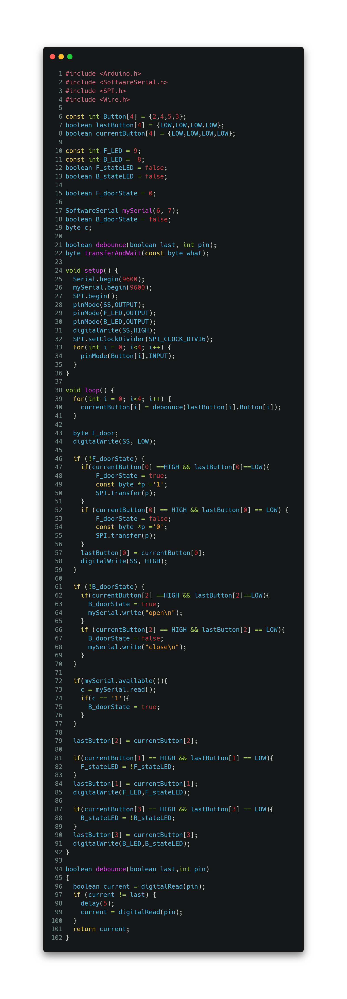 1 #include <Arduino.h>
2 #include <SoftwareSerial.h>
3 #include <SPI.h>
4 #include <Wire.h>
5
6 const int Button[4] = {2,4,5,3};
7 boolean lastButton[4] = {LOW,LOW,LOW,LOW};
8 boolean currentButton[4] = {LOW,LOW,LOW,LOW};
9
10 const int F_LED = 9;
11 const int B_LED =  8;
12 boolean F_stateLED = false;
13 boolean B_stateLED = false;
14
15 boolean F_doorState = 0;
16
17 SoftwareSerial mySerial(6, 7);
18 boolean B_doorState = false;
19 byte c;
20
21 boolean debounce(boolean last, int pin);
22 byte transferAndWait(const byte what);
23
24 void setup() {
25   Serial.begin(9600);
26   mySerial.begin(9600);
27   SPI.begin();
28   pinMode(SS,OUTPUT);
29   pinMode(F_LED,OUTPUT);
30   pinMode(B_LED,OUTPUT);
31   digitalWrite(SS,HIGH);
32   SPI.setClockDivider(SPI_CLOCK_DIV16);
33   for(int i = 0; i<4; i++) {
34     pinMode(Button[i],INPUT);
35   }
36 }
37
38 void loop() {
39   for(int i = 0; i<4; i++) {
40     currentButton[i] = debounce(lastButton[i],Button[i]);
41   }
42
43   byte F_door;
44   digitalWrite(SS, LOW);
45
46   if (!F_doorState) {
47     if(currentButton[0] ==HIGH && lastButton[0]==LOW){
48         F_doorState = true;
49         const byte *p ='1';
50         SPI.transfer(p);
51     }
52     if (currentButton[0] == HIGH && lastButton[0] == LOW) {
53         F_doorState = false;
54         const byte *p ='0';
55         SPI.transfer(p);
56     }
57     lastButton[0] = currentButton[0];
58     digitalWrite(SS, HIGH);
59   }
60
61   if (!B_doorState) {
62     if(currentButton[2] ==HIGH && lastButton[2]==LOW){
63       B_doorState = true;
64       mySerial.write("open\n");
65     }
66     if (currentButton[2] == HIGH && lastButton[2] == LOW){
67       B_doorState = false;
68       mySerial.write("close\n");
69     }
70   }
71
72   if(mySerial.available()){
73     c = mySerial.read();
74     if(c == '1'){
75       B_doorState = true;
76     }
77   }
78
79   lastButton[2] = currentButton[2];
80
81   if(currentButton[1] == HIGH && lastButton[1] == LOW){
82     F_stateLED = !F_stateLED;
83   }
84   lastButton[1] = currentButton[1];
85   digitalWrite(F_LED,F_stateLED);
86
87   if(currentButton[3] == HIGH && lastButton[3] == LOW){
88     B_stateLED = !B_stateLED;
89   }
90   lastButton[3] = currentButton[3];
91   digitalWrite(B_LED,B_stateLED);
92 }
93
94 boolean debounce(boolean last,int pin)
95 {
96   boolean current = digitalRead(pin);
97   if (current != last) {
98     delay(5);
99     current = digitalRead(pin);
100   }
101   return current;
102 }